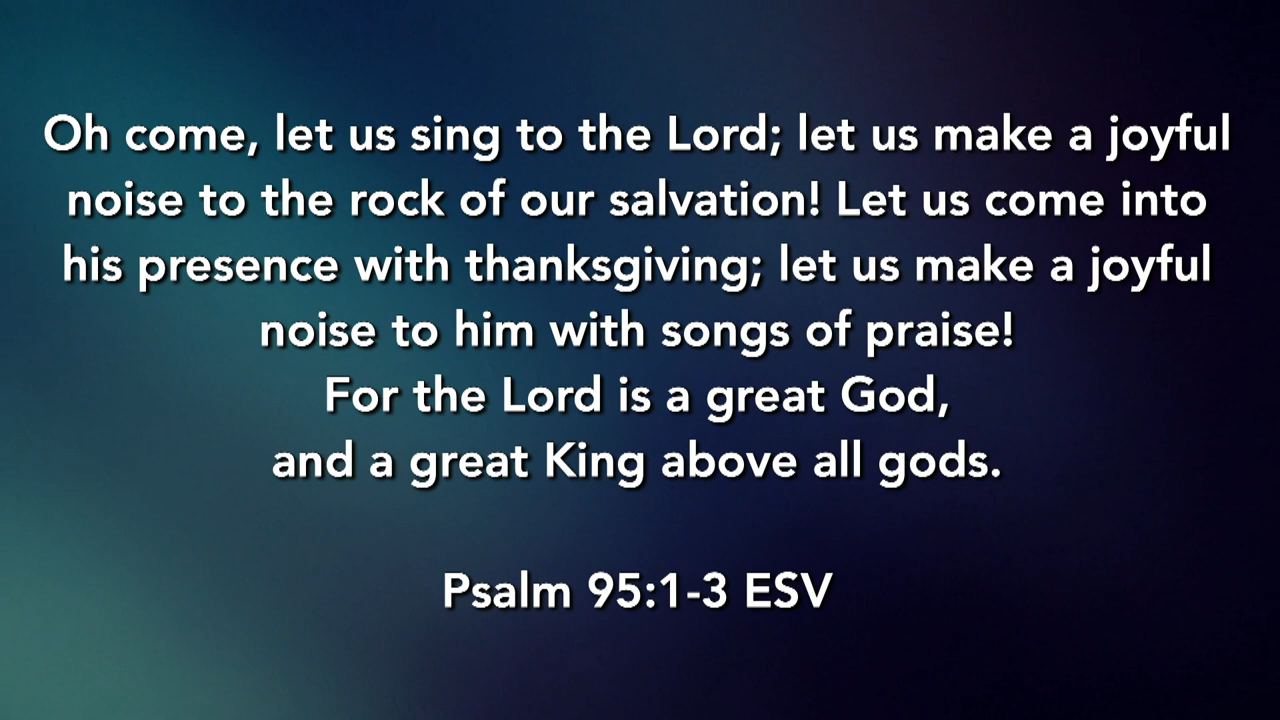 Oh come, let us sing to the Lord; let us make a joyful
noise to the rock of our salvation! Let us come into
his presence with thanksgiving; let us make a joyful
noise to him with songs of praise!
For the Lord is a great God,
and a great King above all gods.
Psalm 95:1-3 ESV